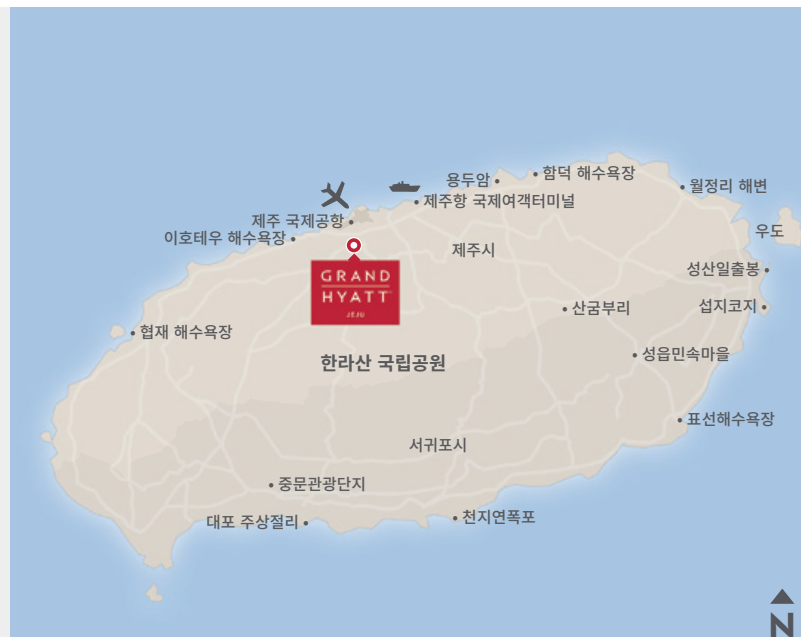 용두암
함덕 해수욕장
월정리 해변
제주항 국제여객터미널
제주 국제공항
이호테우 해수욕장
우도
제주시
성산일출봉
GRAND
HYATT
JEJU
산굼부리
섭지코지
협재 해수욕장
성읍민속마을
한라산 국립공원
표선해수욕장
서귀포시
중문관광단지
대포 주상절리
천지연폭포
N